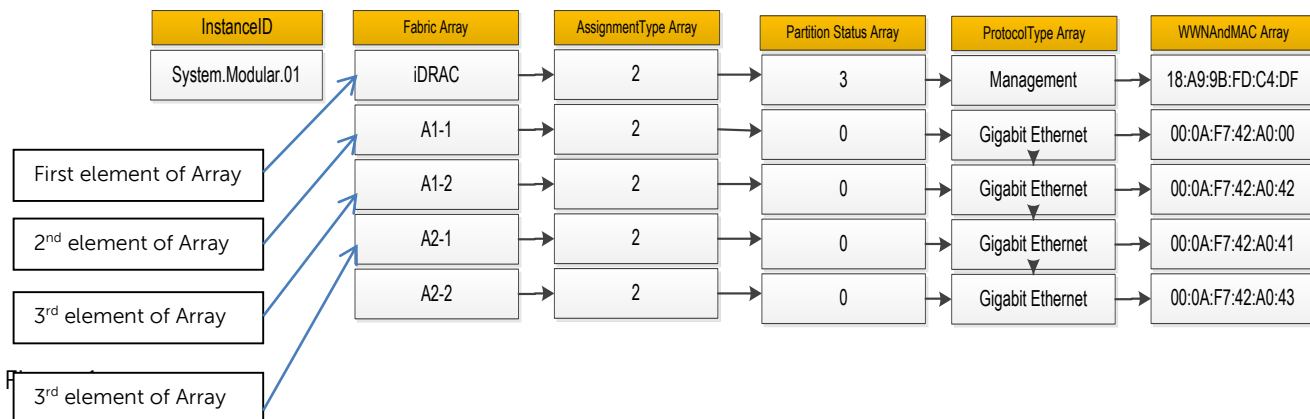 InstanceID Fabric Array AssignmentType Array Partition Status Array ProtocolType Array WWNAndMAC Array
System.Modular.01 iDRAC 2 3 Management 18:A9:9B:FD:C4:DF
A1-1 2 0 Gigabit Ethernet 00:0A:F7:42:A0:00
First element of Array A1-2 2 0 Gigabit Ethernet 00:0A:F7:42:A0:42
2nd element of Array A2-1 2 0 Gigabit Ethernet 00:0A:F7:42:A0:41
3rd element of Array A2-2 2 0 Gigabit Ethernet 00:0A:F7:42:A0:43
3rd element of Array